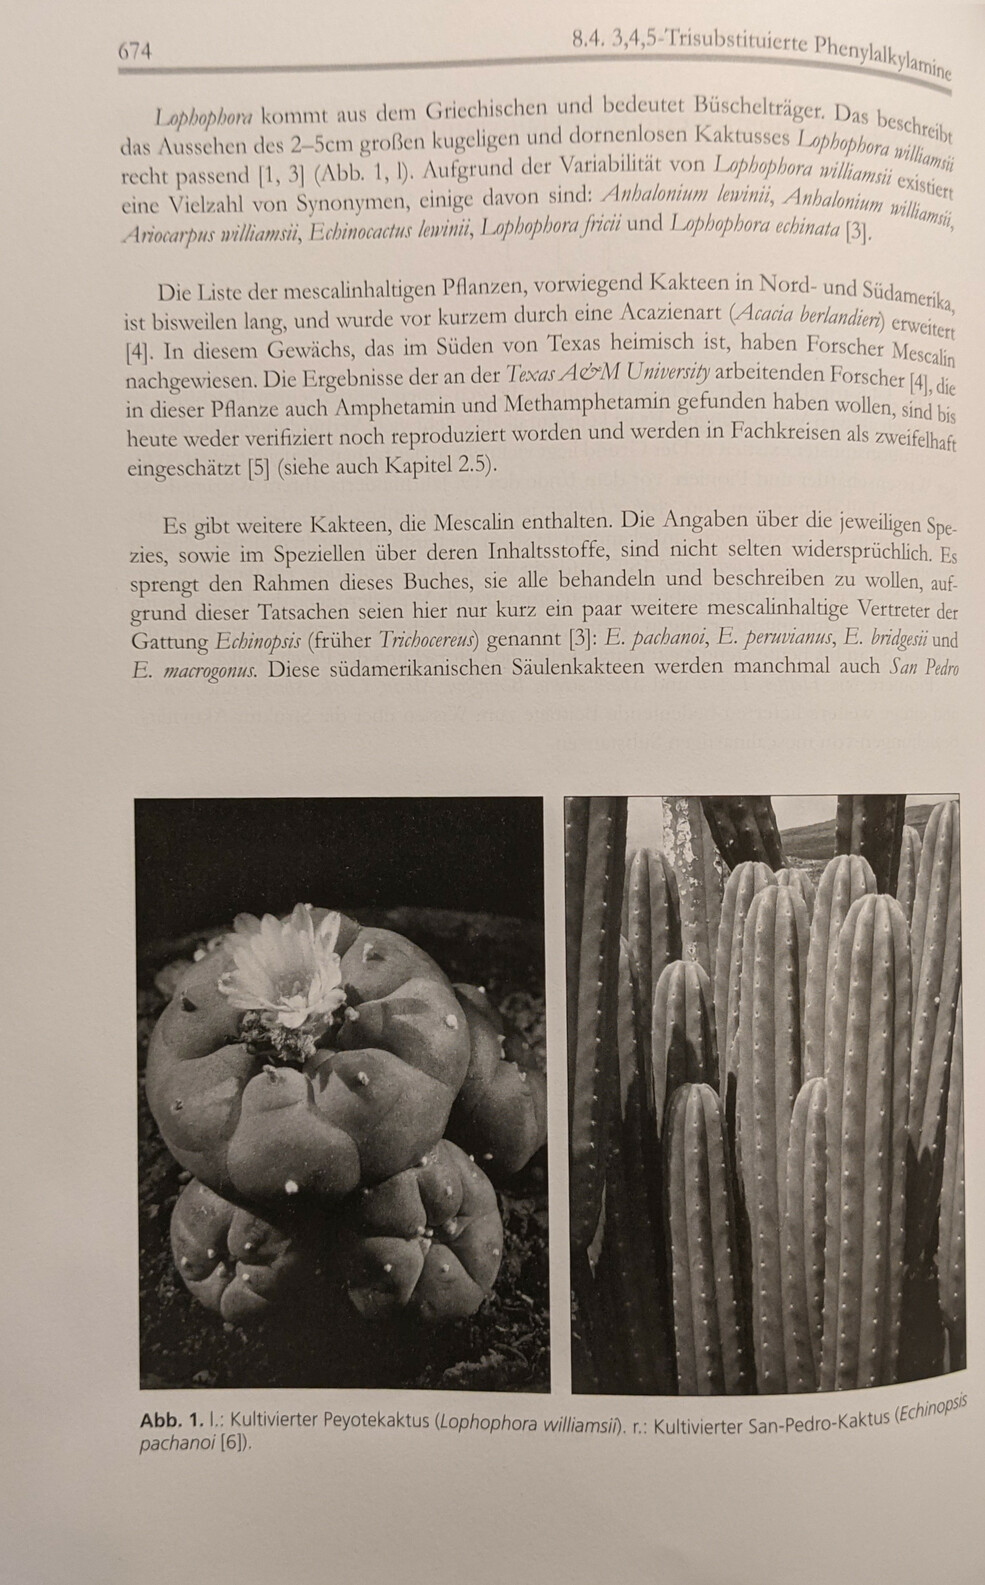 674
8.4. 3,4,5-Trisubstituierte Phenylalkylamine
Lophophora kommt aus dem Griechischen und bedeutet Büschelträger. Das beschreibt
das Aussehen des 2–5cm großen kugeligen und dornenlosen Kaktusses Lophophora williamsii
recht passend [1, 3] (Abb. 1, l). Aufgrund der Variabilität von Lophophora williamsii existiert
eine Vielzahl von Synonymen, einige davon sind: Anhalonium lewinii, Anhalonium williamsii,
Ariocarpus williamsii, Echinocactus lewinii, Lophophora fricii und Lophophora echinata [3].
Die Liste der mescalinhaltigen Pflanzen, vorwiegend Kakteen in Nord- und Südamerika,
ist bisweilen lang, und wurde vor kurzem durch eine Acazienart (Acacia berlandieri) erweitert
[4]. In diesem Gewächs, das im Süden von Texas heimisch ist, haben Forscher Mescalin
nachgewiesen. Die Ergebnisse der an der Texas A&M University arbeitenden Forscher [4], die
in dieser Pflanze auch Amphetamin und Methamphetamin gefunden haben wollen, sind bis
heute weder verifiziert noch reproduziert worden und werden in Fachkreisen als zweifelhaft
eingeschätzt [5] (siehe auch Kapitel 2.5).
Es gibt weitere Kakteen, die Mescalin enthalten. Die Angaben über die jeweiligen Spe-
zies, sowie im Speziellen über deren Inhaltsstoffe, sind nicht selten widersprüchlich. Es
sprengt den Rahmen dieses Buches, sie alle behandeln und beschreiben zu wollen, auf-
grund dieser Tatsachen seien hier nur kurz ein paar weitere mescalinhaltige Vertreter der
Gattung Echinopsis (früher Trichocereus) genannt [3]: E. pachanoi, E. peruvianus, E. bridgesii und
E. macrogonus. Diese südamerikanischen Säulenkakteen werden manchmal auch San Pedro
Abb. 1. l.: Kultivierter Peyotekaktus (Lophophora williamsii). r.: Kultivierter San-Pedro-Kaktus (Echinopsis
pachanoi [6]).